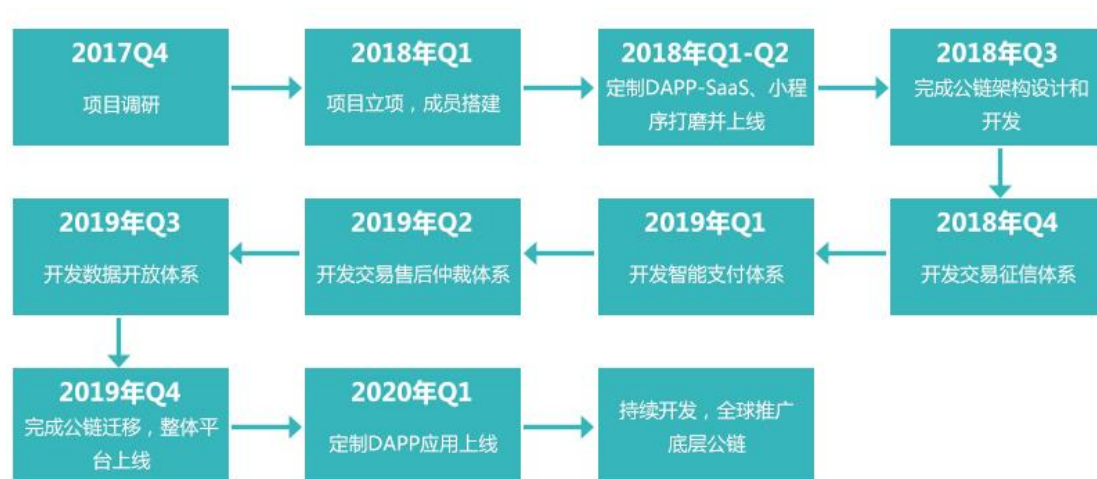 2017Q4
项目调研
2018年Q1
项目立项，成员搭建
2018年Q1-Q2
定制DAPP-SaaS、小程
序打磨并上线
2018年Q3
完成公链架构设计和
开发
2018年Q4
开发交易征信体系
2019年Q1
开发智能支付体系
2019年Q2
开发交易售后仲裁体系
2019年Q3
开发数据开放体系
2019年Q4
完成公链迁移，整体平
台上线
2020年Q1
定制DAPP应用上线
持续开发，全球推广
底层公链